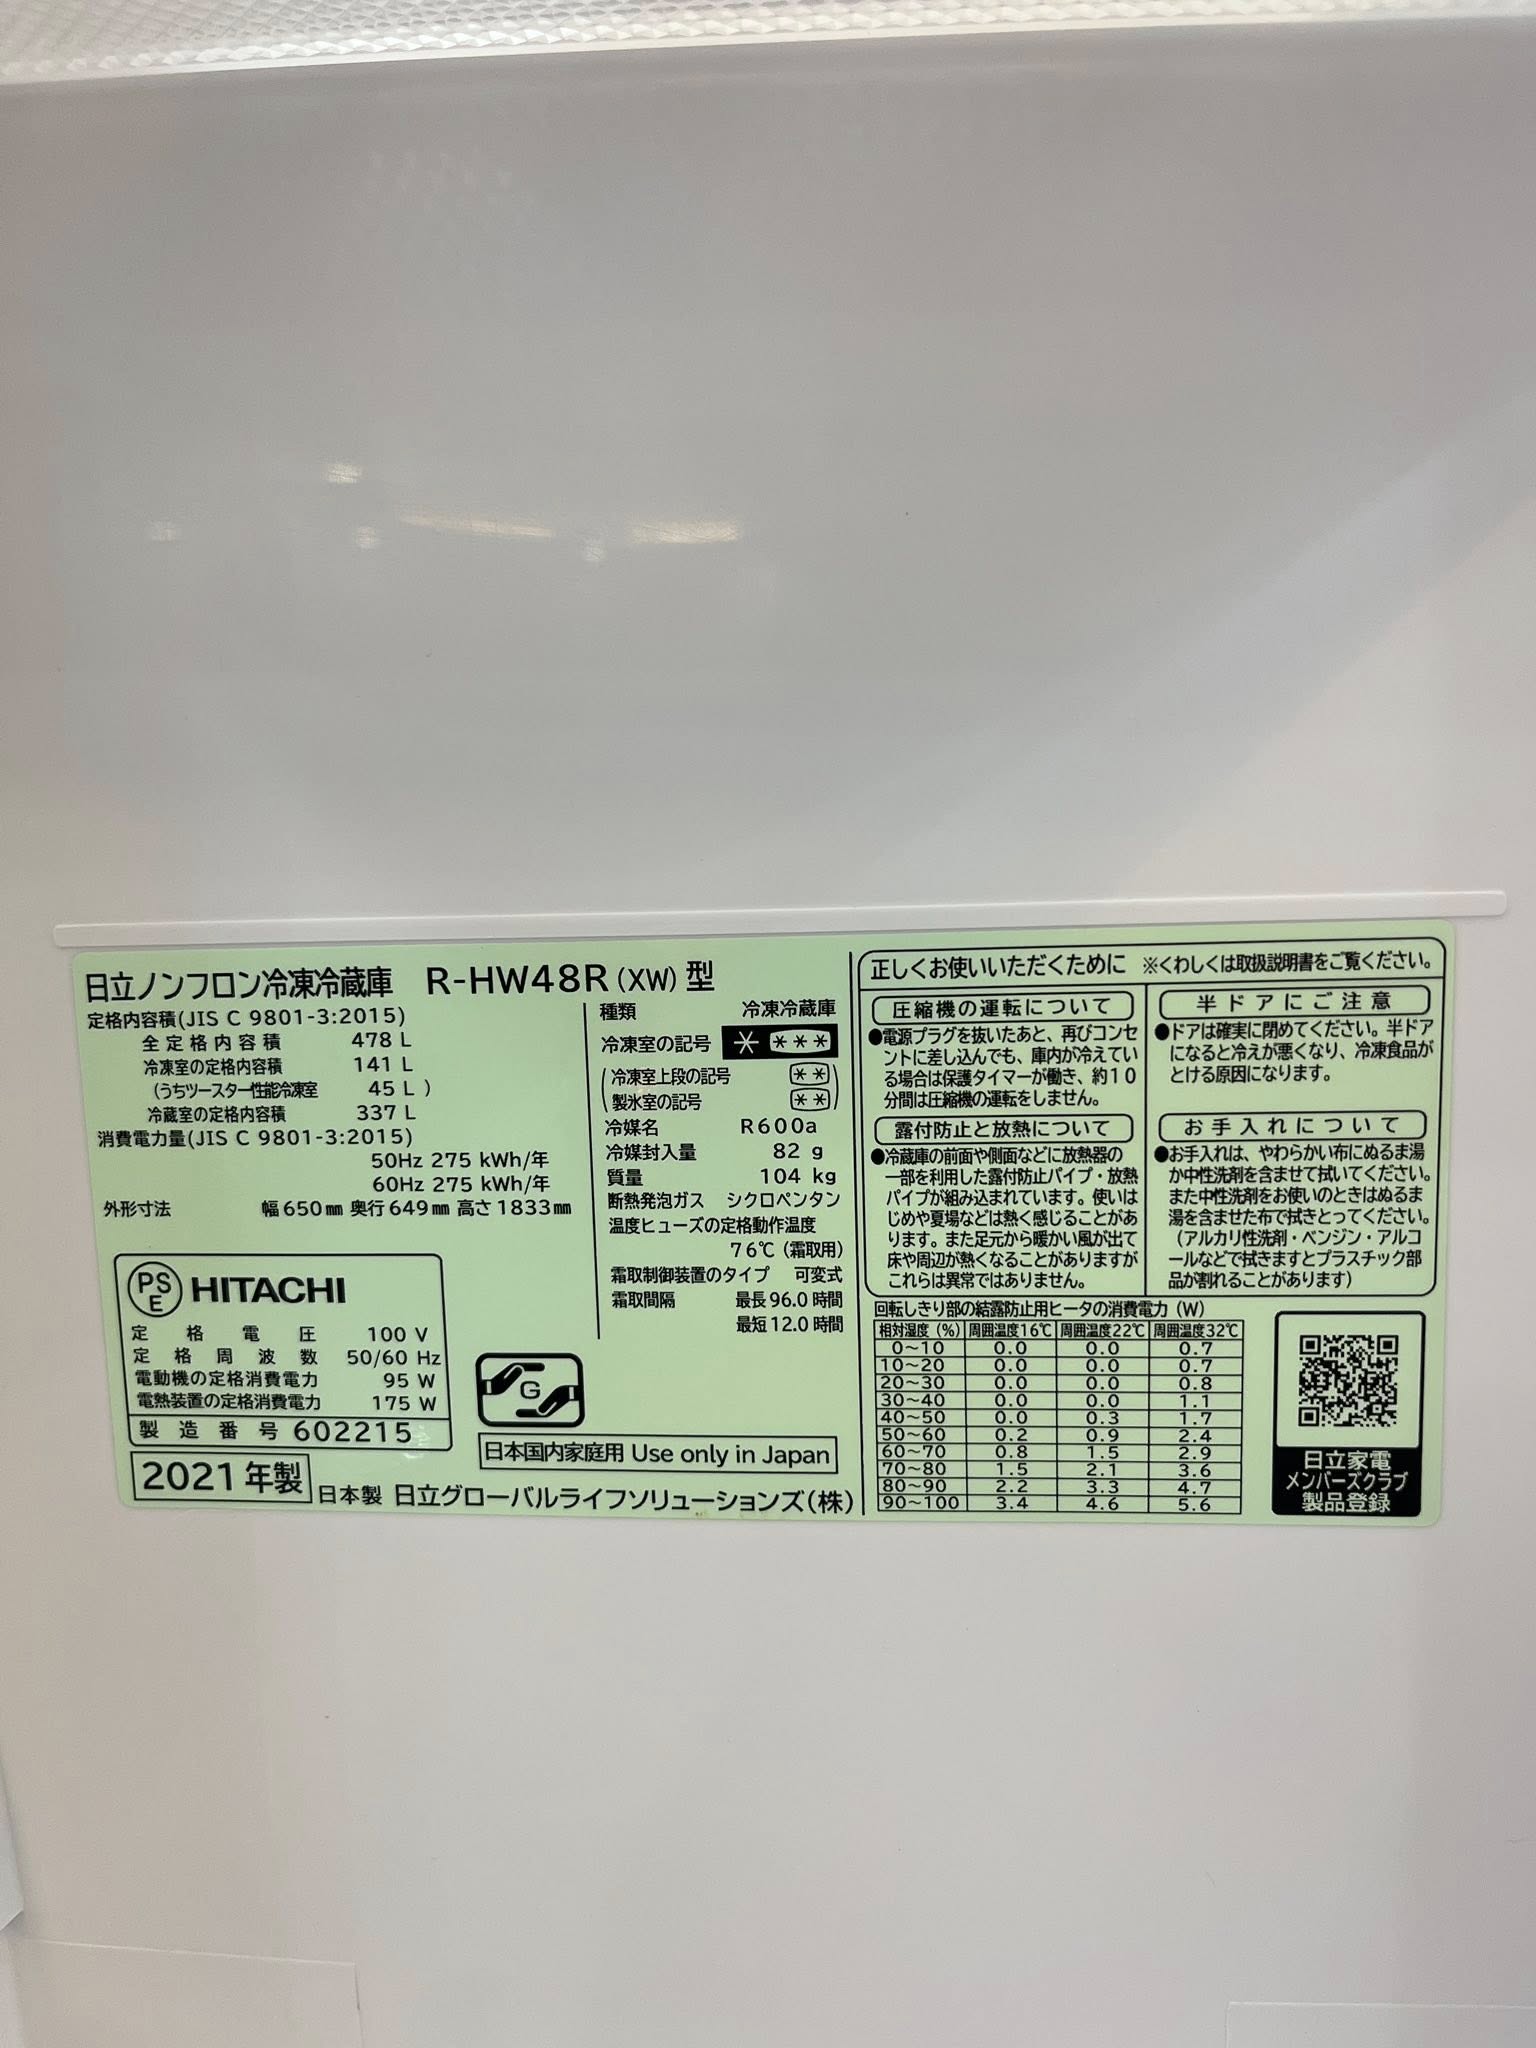 日立ノンフロン冷凍冷蔵庫 R-HW48R(XW)型
定格内容積(JIS C 9801-3:2015)
全定格内容積 478 L
冷凍室の定格内容積 141 L
(うちツースター性能冷凍室 45 L )
冷蔵室の定格内容積 337 L
消費電力量(JIS C 9801-3:2015)
50Hz 275 kWh/年
60Hz 275 kWh/年
外形寸法 幅650㎜ 奥行649㎜ 高さ1833㎜
PS
E
HITACHI
定格電圧 100 V
定格周波数 50/60 Hz
電動機の定格消費電力 95 W
電熱装置の定格消費電力 175 W
製造番号 602215
2021年製
日本製 日立グローバルライフソリューションズ(株)
種類 冷凍冷蔵庫
冷凍室の記号 * ***
(冷凍室上段の記号 **)
(製氷室の記号 **)
冷媒名 R600a
冷媒封入量 82 g
質量 104 kg
断熱発泡ガス シクロペンタン
温度ヒューズの定格動作温度
76℃(霜取用)
霜取制御装置のタイプ 可変式
霜取間隔 最長96.0時間
最短12.0時間
G
日本国内家庭用 Use only in Japan
正しくお使いいただくために ※くわしくは取扱説明書をご覧ください。
圧縮機の運転について
●電源プラグを抜いたあと、再びコンセ
ントに差し込んでも、庫内が冷えてい
る場合は保護タイマーが働き、約10
分間は圧縮機の運転をしません。
露付防止と放熱について
●冷蔵庫の前面や側面などに放熱器の
一部を利用した露付防止パイプ・放熱
パイプが組み込まれています。使いは
じめや夏場などは熱く感じることがあ
ります。また足元から暖かい風が出て
床や周辺が熱くなることがありますが
これらは異常ではありません。
半ドアにご注意
●ドアは確実に閉めてください。半ドア
になると冷えが悪くなり、冷凍食品が
とける原因になります。
お手入れについて
●お手入れは、やわらかい布にぬるま湯
か中性洗剤を含ませて拭いてください。
また中性洗剤をお使いのときはぬるま
湯を含ませた布で拭きとってください。
(アルカリ性洗剤・ベンジン・アルコ
ールなどで拭きますとプラスチック部
品が割れることがあります)
回転しきり部の結露防止用ヒータの消費電力(W)
相対湿度(%) 周囲温度16℃ 周囲温度22℃ 周囲温度32℃
0~10 0.0 0.0 0.7
10~20 0.0 0.0 0.7
20~30 0.0 0.0 0.8
30~40 0.0 0.0 1.1
40~50 0.0 0.3 1.7
50~60 0.2 0.9 2.4
60~70 0.8 1.5 2.9
70~80 1.5 2.1 3.6
80~90 2.2 3.3 4.7
90~100 3.4 4.6 5.6
日立家電
メンバーズクラブ
製品登録